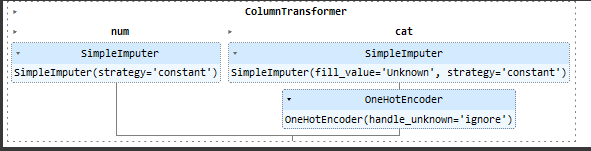 ColumnTransformer
num cat
SimpleImputer SimpleImputer
SimpleImputer(strategy='constant') SimpleImputer(fill_value='Unknown', strategy='constant')
OneHotEncoder
OneHotEncoder(handle_unknown='ignore')